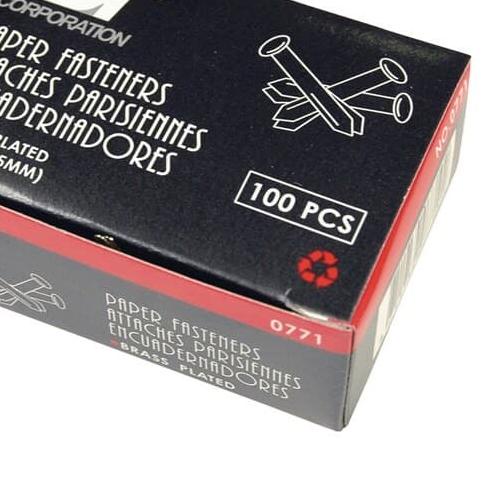 CORPORATION
PAPER FASTENERS
ATTACHES PARISIENNES
ENCUADERNADORES
PLATED
5MM)
100 PCS
NO. 0771
0771
PAPER FASTENERS
ATTACHES PARISIENNES
ENCUADERNADORES
*BRASS PLATED